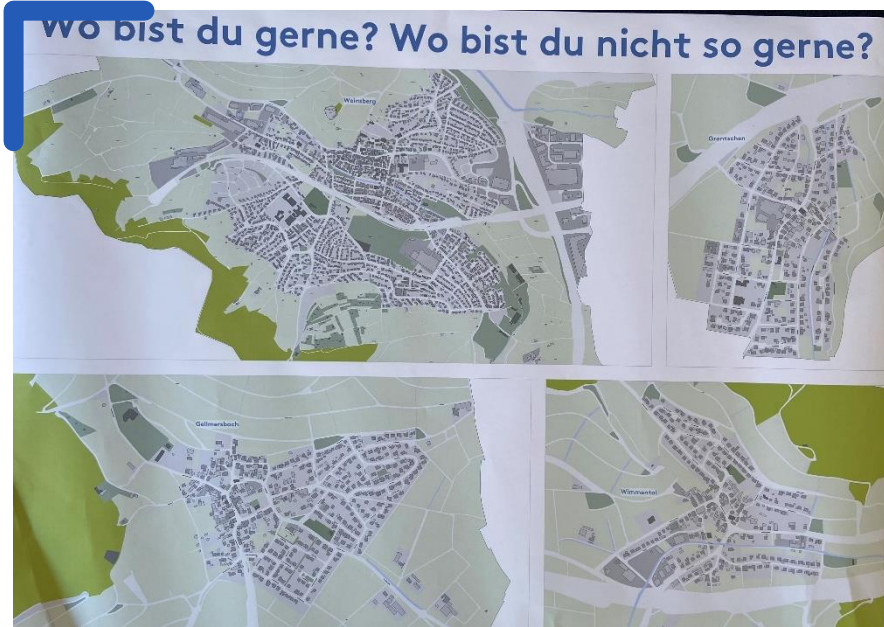 Wo bist du gerne? Wo bist du nicht so gerne?
Weinsberg
Grantschen
Gellmersbach
Wimmental